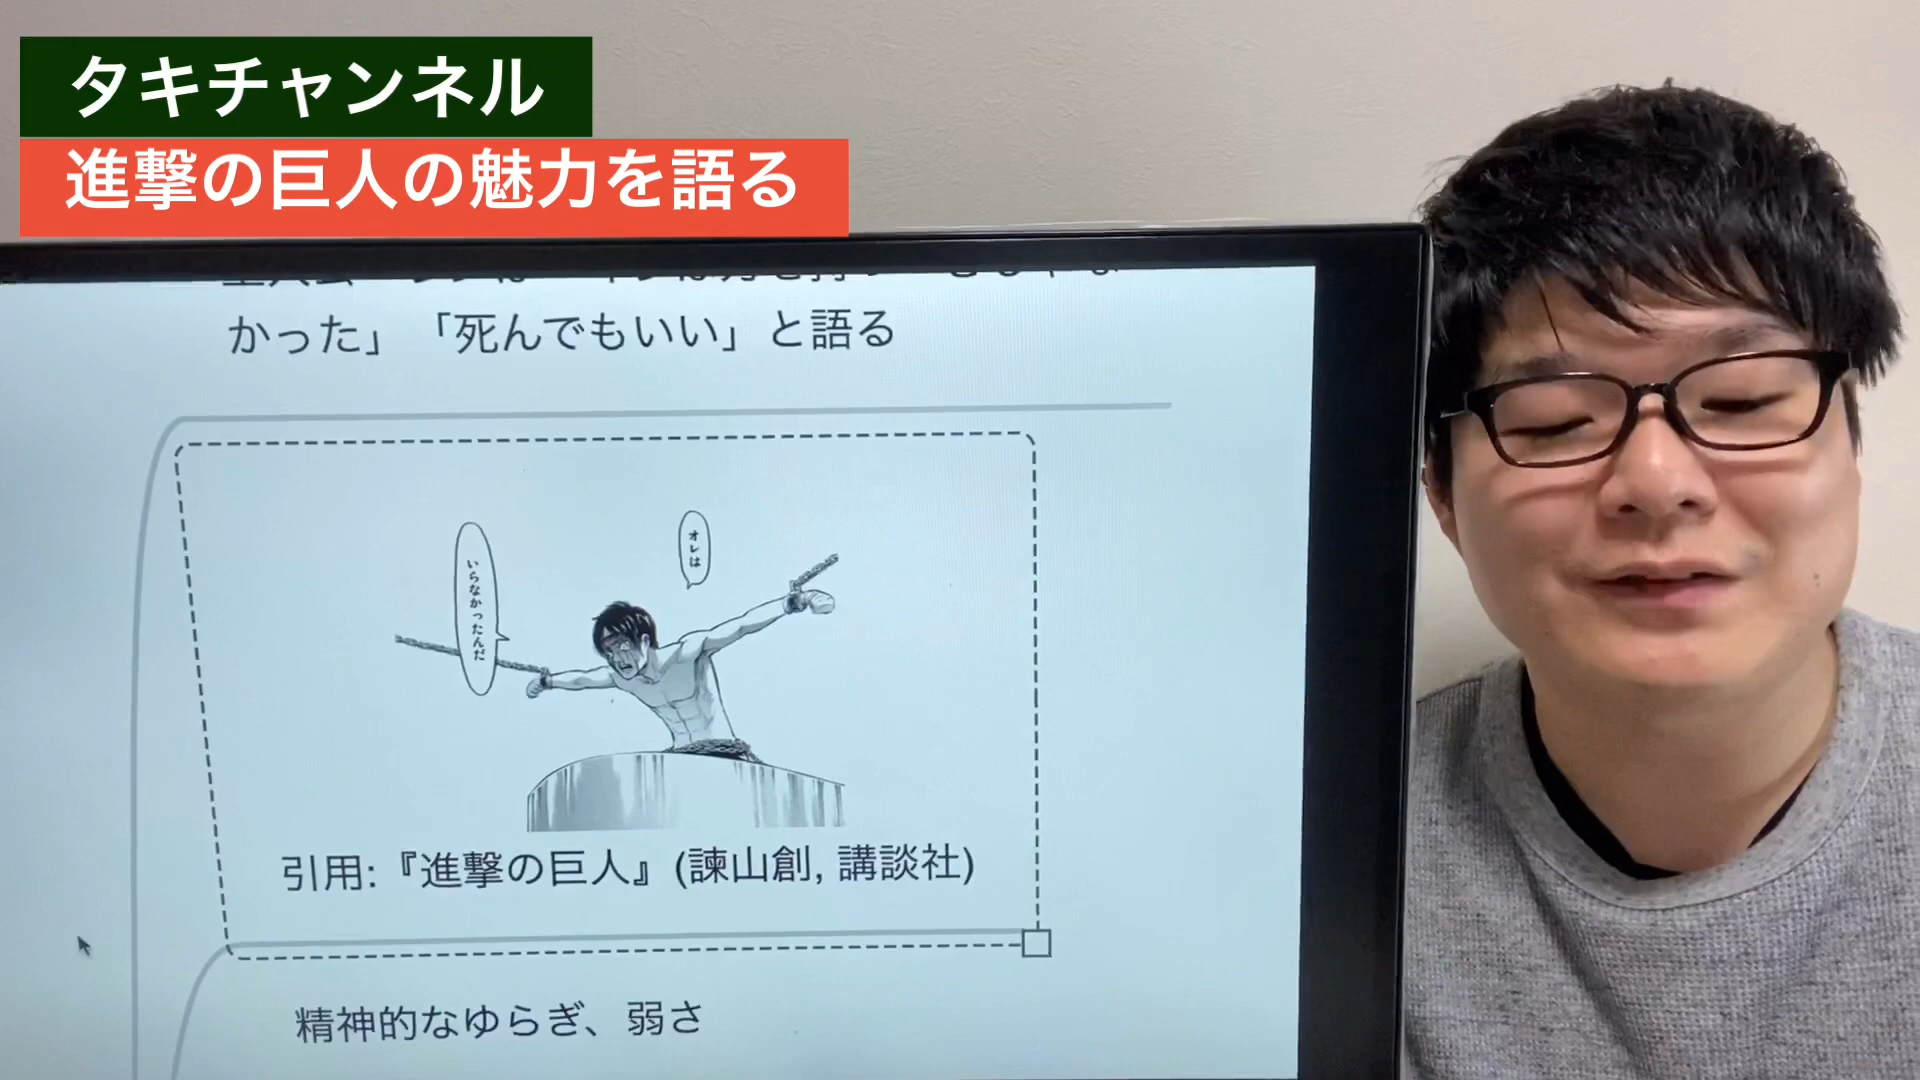 タキチャンネル
進撃の巨人の魅力を語る
かった」「死んでもいい」と語る
オレは
いらなかったんだ
引用:『進撃の巨人』(諫山創, 講談社)
精神的なゆらぎ、弱さ